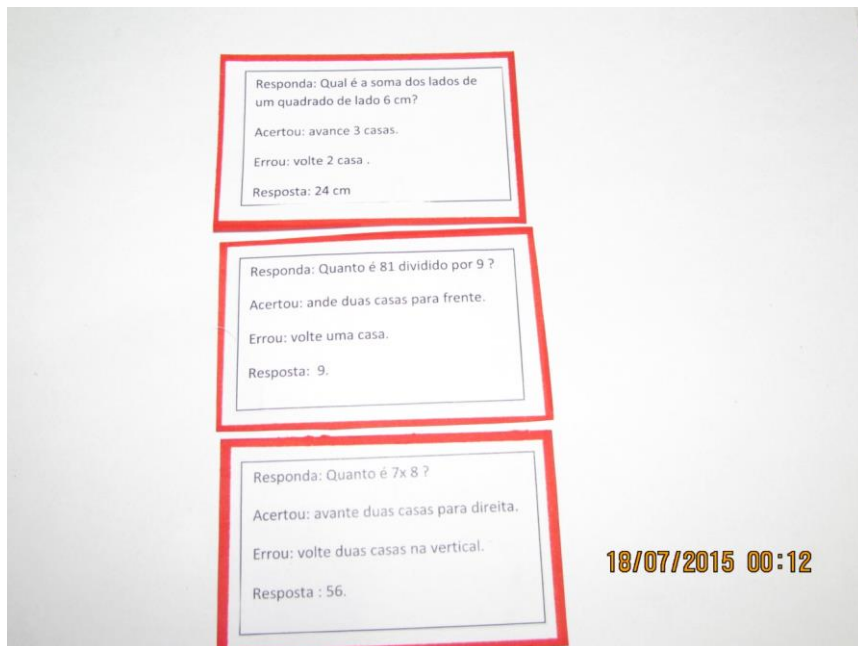 Responda: Qual é a soma dos lados de
um quadrado de lado 6 cm?
Acertou: avance 3 casas.
Errou: volte 2 casa .
Resposta: 24 cm
Responda: Quanto é 81 dividido por 9 ?
Acertou: ande duas casas para frente.
Errou: volte uma casa.
Resposta: 9.
Responda: Quanto é 7x 8 ?
Acertou: avante duas casas para direita.
Errou: volte duas casas na vertical.
Resposta : 56.
18/07/2015 00:12